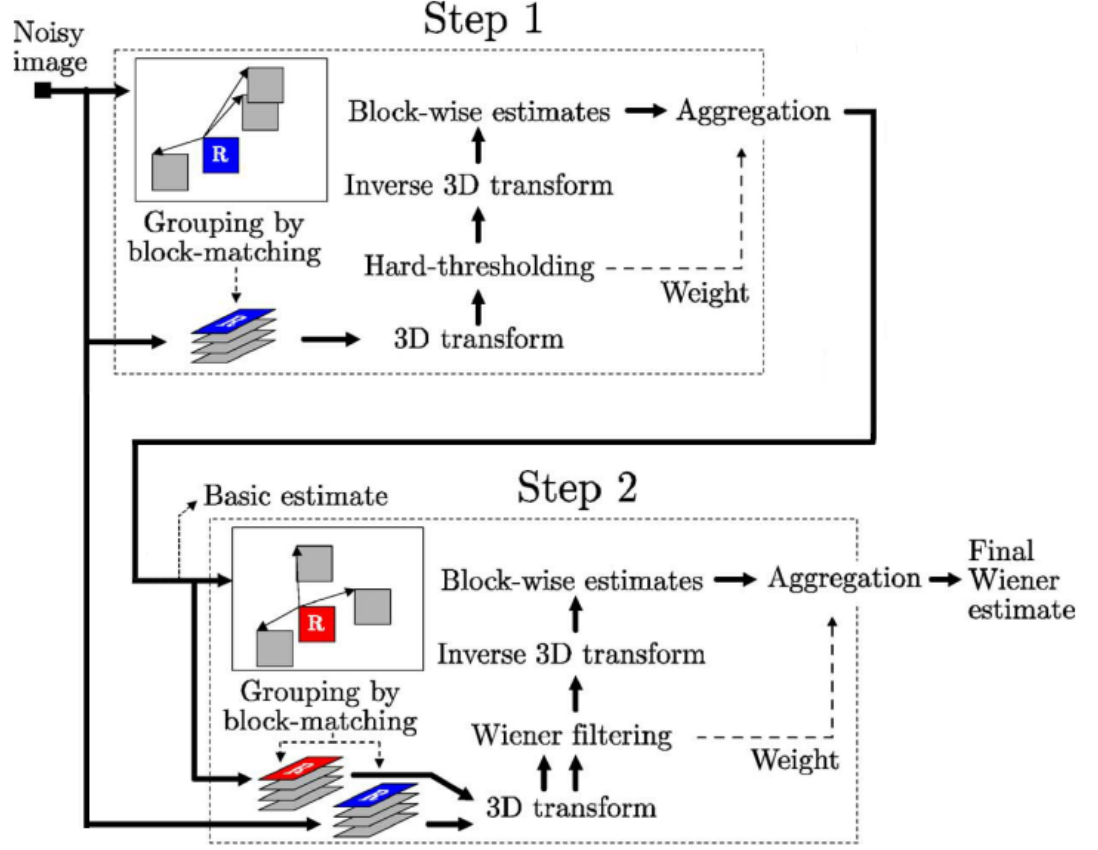 Step 1
Noisy
image
R
Block-wise estimates
Aggregation
Inverse 3D transform
Grouping by
block-matching
Hard-thresholding
Weight
R
3D transform
Step 2
Basic estimate
R
Block-wise estimates
Aggregation
Final
Wiener
estimate
Inverse 3D transform
Grouping by
block-matching
Wiener filtering
Weight
R
R
3D transform